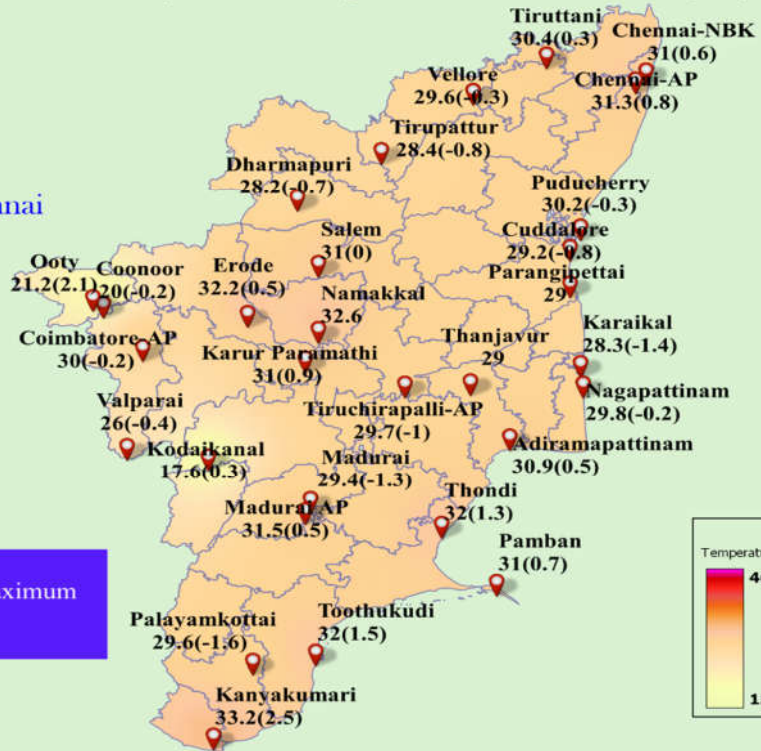 Tiruttani
30.4(0.3)
Chennai-NBK
31(0.6)
Vellore
29.6(-0.3)
Chennai-AP
31.3(0.8)
Tirupattur
28.4(-0.8)
Dharmapuri
28.2(-0.7)
Puducherry
30.2(-0.3)
Salem
31(0)
Cuddalore
29.2(-0.8)
Ooty
21.2(2.1)
Coonoor
20(-0.2)
Erode
32.2(0.5)
Parangipettai
29
Namakkal
32.6
Coimbatore-AP
30(-0.2)
Karur Paramathi
31(0.9)
Thanjavur
29
Karaikal
28.3(-1.4)
Valparai
26(-0.4)
Tiruchirapalli-AP
29.7(-1)
Nagapattinam
29.8(-0.2)
Kodaikanal
17.6(0.3)
Madurai
29.4(-1.3)
Adiramapattinam
30.9(0.5)
Madurai AP
31.5(0.5)
Thondi
32(1.3)
Pamban
31(0.7)
Palayamkottai
29.6(-1.6)
Toothukudi
32(1.5)
Kanyakumari
33.2(2.5)